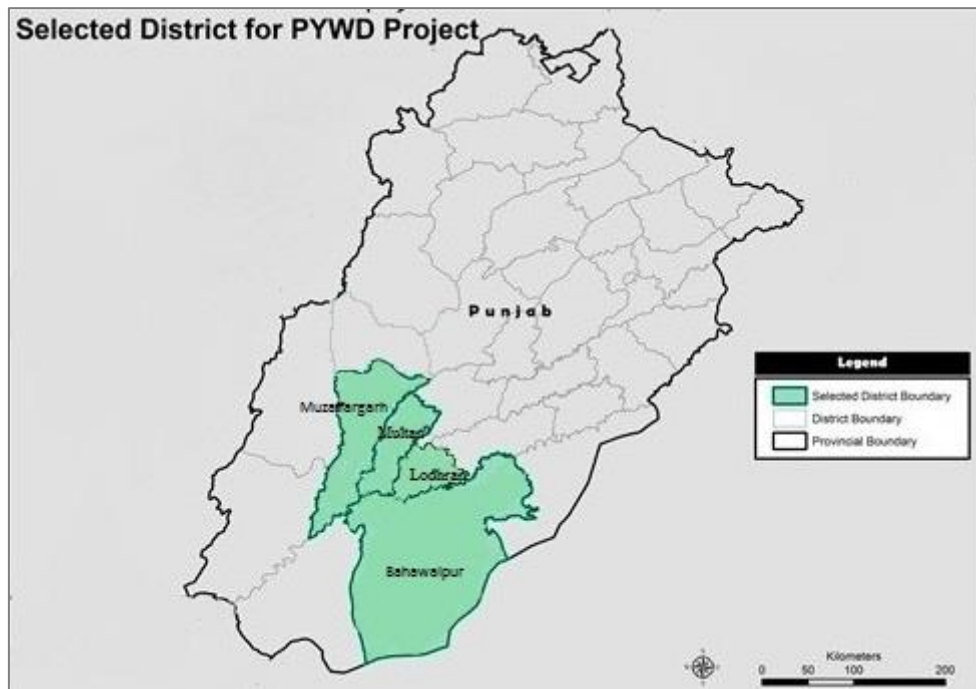 Selected District for PYWD Project
Punjab
Muzaffargarh
Multan
Lodhran
Bahawalpur
Legend
Selected District Boundary
District Boundary
Provincial Boundary
Kilometers
0 50 100 200